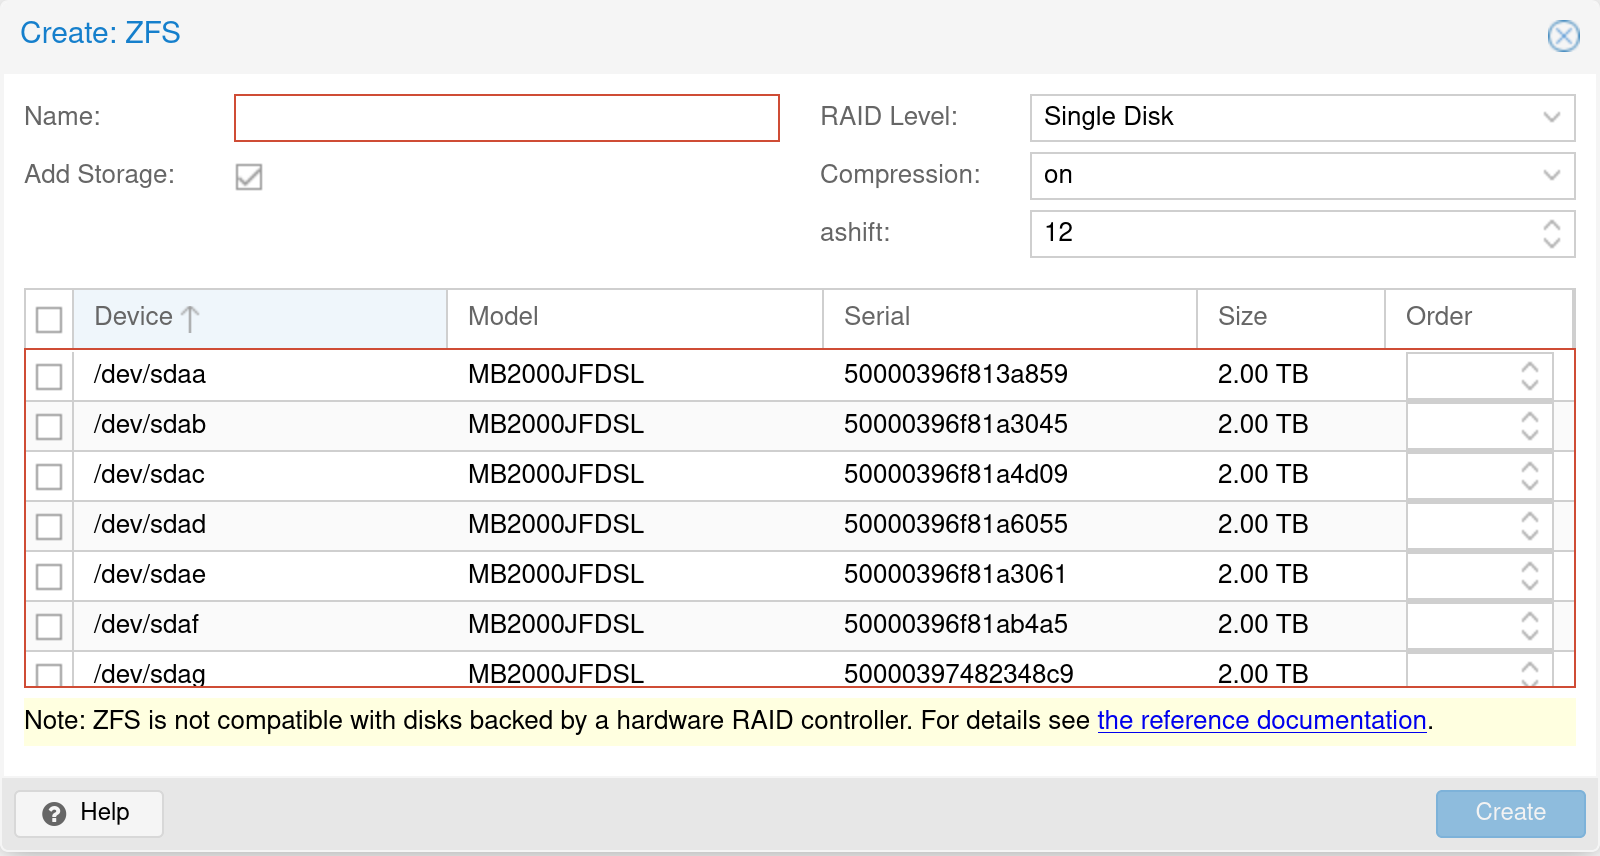 Create: ZFS
Name:
RAID Level: Single Disk
Add Storage:
Compression: on
ashift: 12
Device Model Serial Size Order
/dev/sdaa MB2000JFDSL 50000396f813a859 2.00 TB
/dev/sdab MB2000JFDSL 50000396f81a3045 2.00 TB
/dev/sdac MB2000JFDSL 50000396f81a4d09 2.00 TB
/dev/sdad MB2000JFDSL 50000396f81a6055 2.00 TB
/dev/sdae MB2000JFDSL 50000396f81a3061 2.00 TB
/dev/sdaf MB2000JFDSL 50000396f81ab4a5 2.00 TB
/dev/sdag MB2000JFDSL 50000397482348c9 2.00 TB
Note: ZFS is not compatible with disks backed by a hardware RAID controller. For details see the reference documentation.
Help
Create